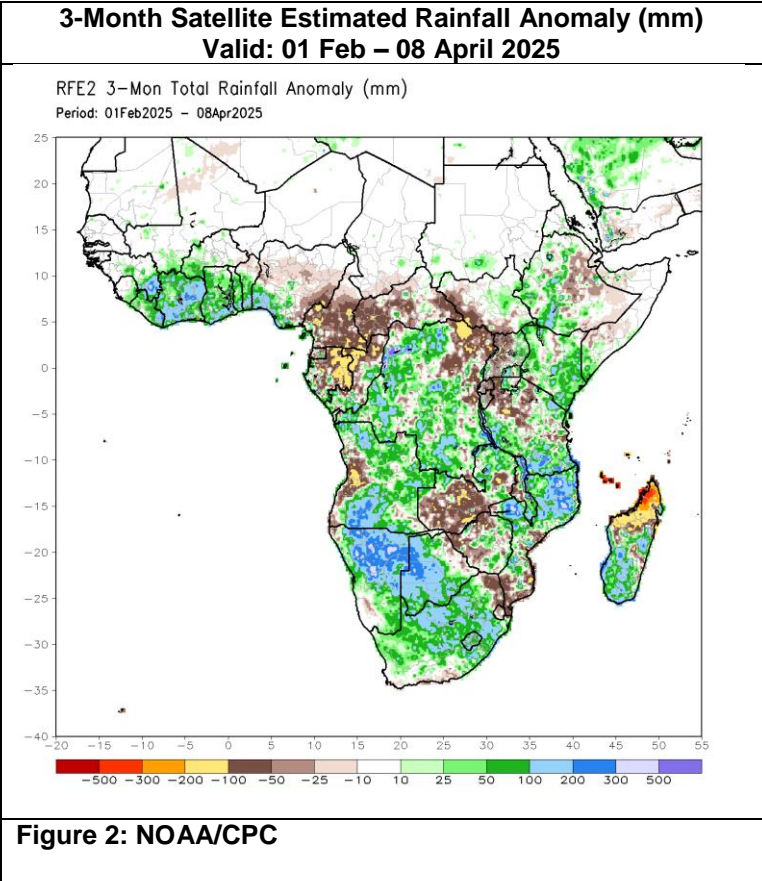 3-Month Satellite Estimated Rainfall Anomaly (mm)
Valid: 01 Feb – 08 April 2025
RFE2 3-Mon Total Rainfall Anomaly (mm)
Period: 01Feb2025 – 08Apr2025
25
20
15
10
5
0
-5
-10
-15
-20
-25
-30
-35
-40
-20 -15 -10 -5 0 5 10 15 20 25 30 35 40 45 50 55
-500 -300 -200 -100 -50 -25 -10 10 25 50 100 200 300 500
Figure 2: NOAA/CPC